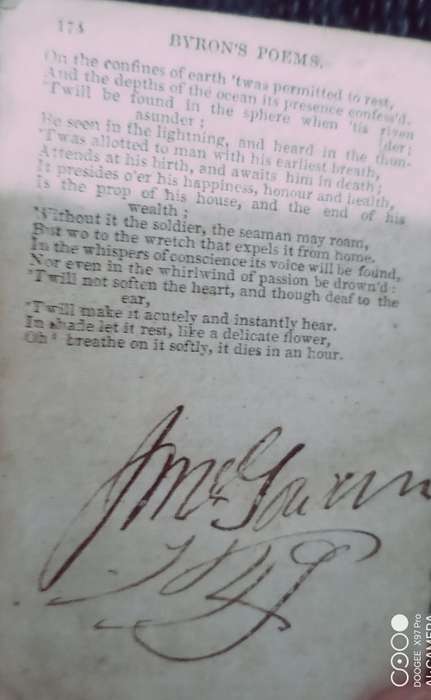 178
BYRON'S POEMS.
On the confines of earth 'twas permitted to rest,
And the depths of the ocean its presence confess'd.
'Twill be found in the sphere when 'tis riven
asunder; [der;
Be seen in the lightning, and heard in the thun-
'Twas allotted to man with his earliest breath,
Attends at his birth, and awaits him in death;
It presides o'er his happiness, honour and health,
Is the prop of his house, and the end of his
wealth;
Without it the soldier, the seaman may roam,
But wo to the wretch that expels it from home.
In the whispers of conscience its voice will be found,
Nor even in the whirlwind of passion be drown'd:
'Twill not soften the heart, and though deaf to the
ear,
'Twill make it acutely and instantly hear.
In shade let it rest, like a delicate flower,
Oh breathe on it softly, it dies in an hour.
J McGowen
DOOGEE X97 Pro
AI CAMERA